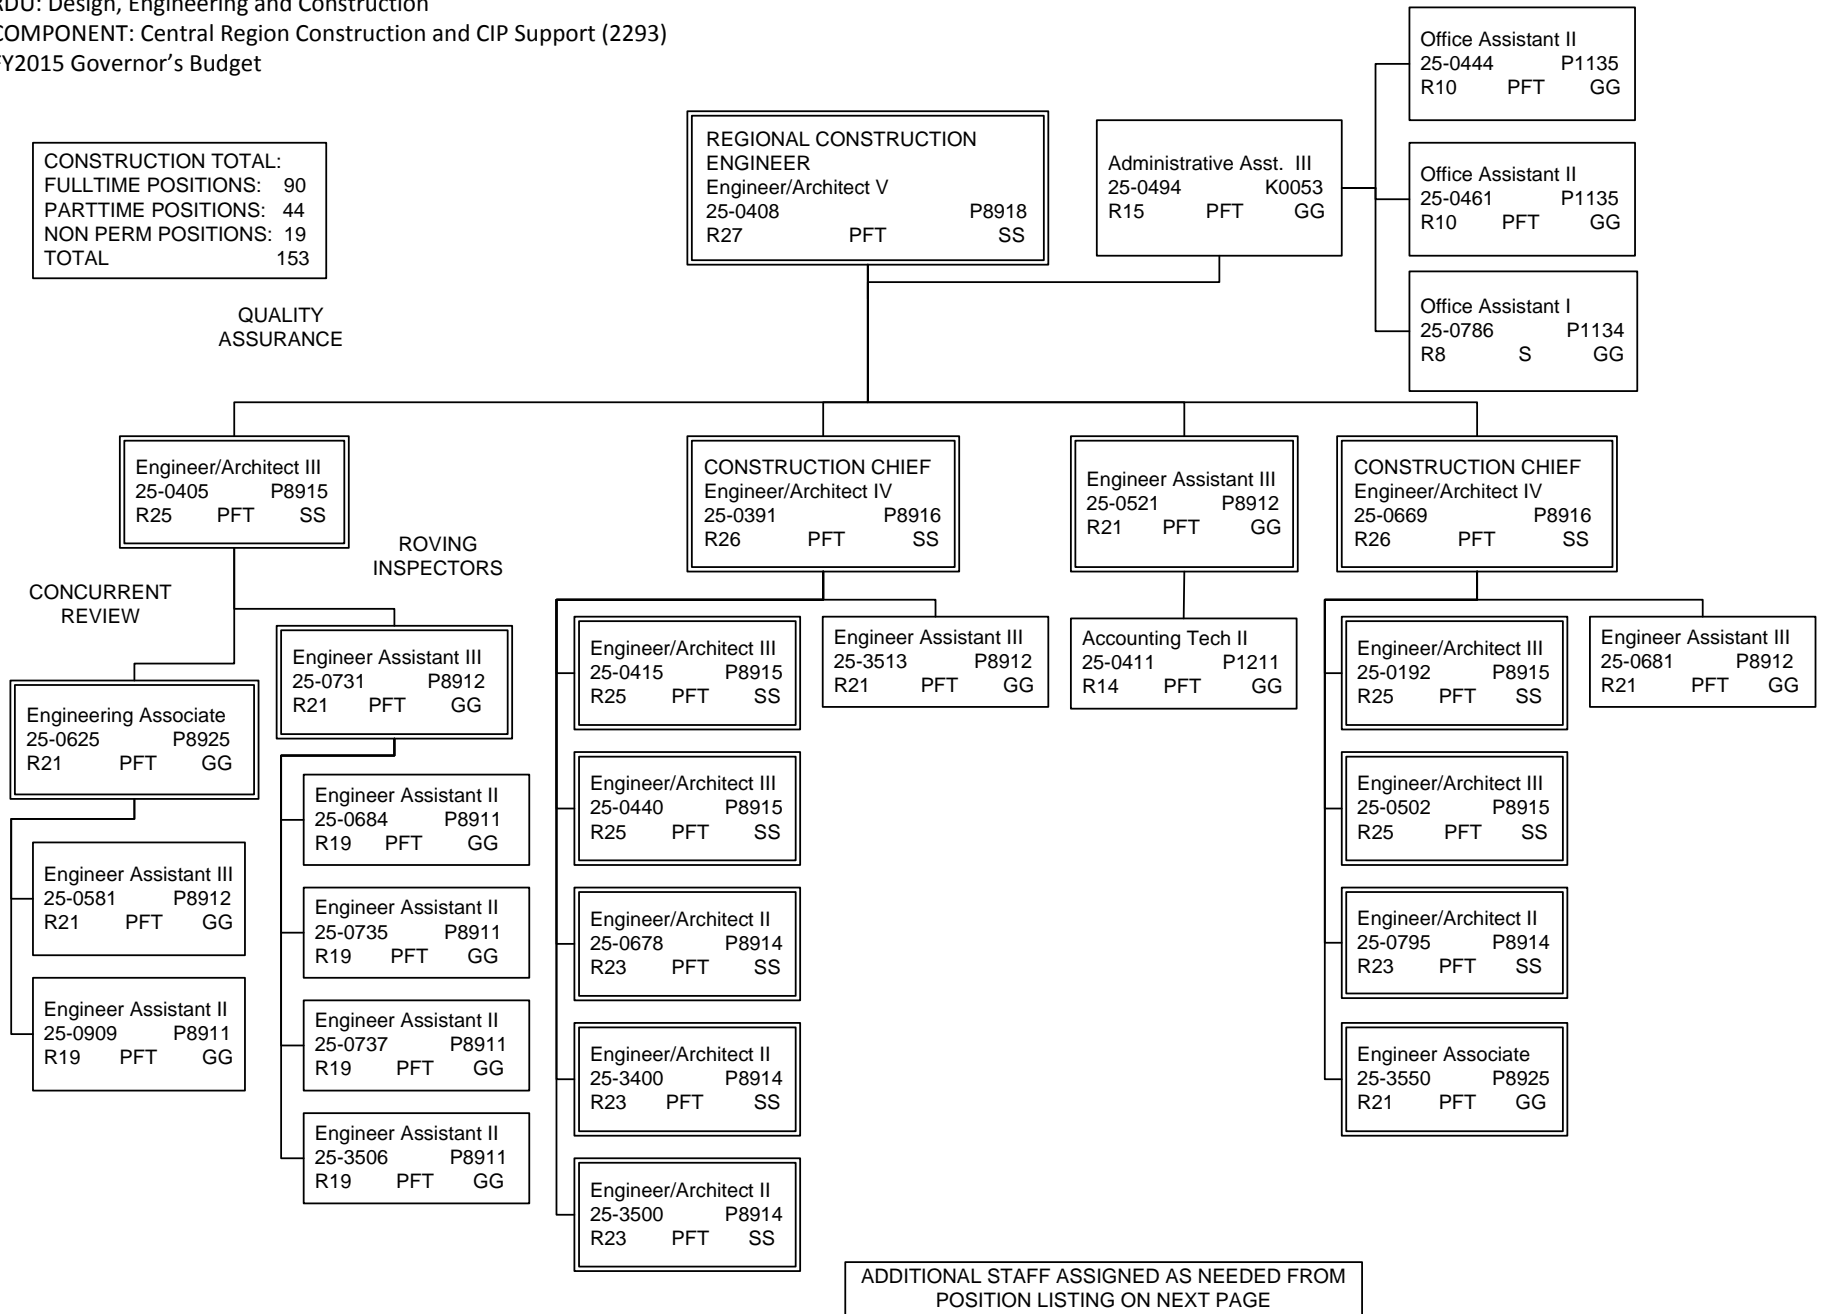 RDU: Design, Engineering and Construction
COMPONENT: Central Region Construction and CIP Support (2293)
FY2015 Governor's Budget
Office Assistant II
25-0444 P1135
R10 PFT GG
CONSTRUCTION TOTAL:
FULLTIME POSITIONS: 90
PARTTIME POSITIONS: 44
NON PERM POSITIONS: 19
TOTAL 153
REGIONAL CONSTRUCTION
ENGINEER
Engineer/Architect V
25-0408 P8918
R27 PFT SS
Administrative Asst. III
25-0494 K0053
R15 PFT GG
Office Assistant II
25-0461 P1135
R10 PFT GG
Office Assistant I
25-0786 P1134
R8 S GG
QUALITY
ASSURANCE
Engineer/Architect III
25-0405 P8915
R25 PFT SS
CONSTRUCTION CHIEF
Engineer/Architect IV
25-0391 P8916
R26 PFT SS
Engineer Assistant III
25-0521 P8912
R21 PFT GG
CONSTRUCTION CHIEF
Engineer/Architect IV
25-0669 P8916
R26 PFT SS
ROVING
INSPECTORS
CONCURRENT
REVIEW
Engineering Associate
25-0625 P8925
R21 PFT GG
Engineer Assistant III
25-0581 P8912
R21 PFT GG
Engineer Assistant II
25-0909 P8911
R19 PFT GG
Engineer Assistant III
25-0731 P8912
R21 PFT GG
Engineer Assistant II
25-0684 P8911
R19 PFT GG
Engineer Assistant II
25-0735 P8911
R19 PFT GG
Engineer Assistant II
25-0737 P8911
R19 PFT GG
Engineer Assistant II
25-3506 P8911
R19 PFT GG
Engineer/Architect III
25-0415 P8915
R25 PFT SS
Engineer/Architect III
25-0440 P8915
R25 PFT SS
Engineer/Architect II
25-0678 P8914
R23 PFT SS
Engineer/Architect II
25-3400 P8914
R23 PFT SS
Engineer/Architect II
25-3500 P8914
R23 PFT SS
Engineer Assistant III
25-3513 P8912
R21 PFT GG
Accounting Tech II
25-0411 P1211
R14 PFT GG
Engineer/Architect III
25-0192 P8915
R25 PFT SS
Engineer/Architect III
25-0502 P8915
R25 PFT SS
Engineer/Architect II
25-0795 P8914
R23 PFT SS
Engineer Associate
25-3550 P8925
R21 PFT GG
Engineer Assistant III
25-0681 P8912
R21 PFT GG
ADDITIONAL STAFF ASSIGNED AS NEEDED FROM
POSITION LISTING ON NEXT PAGE